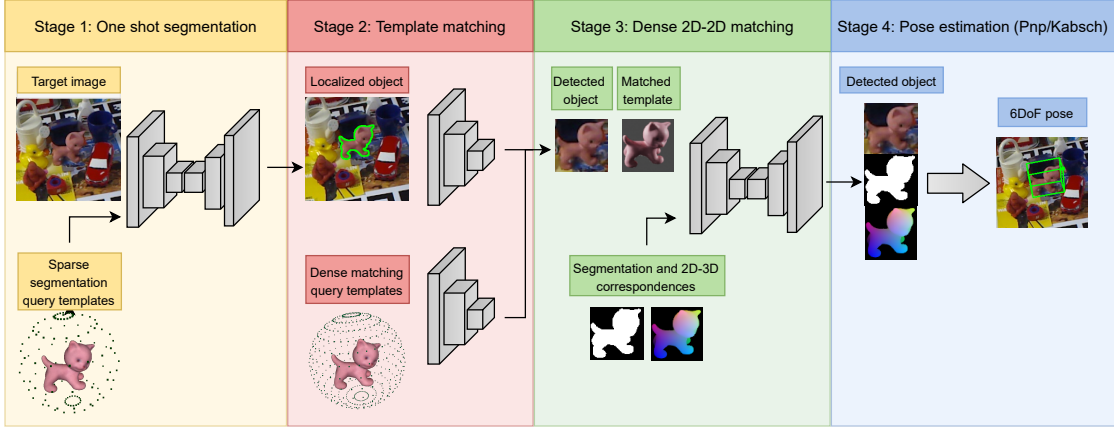 Stage 1: One shot segmentation
Stage 2: Template matching
Stage 3: Dense 2D-2D matching
Stage 4: Pose estimation (Pnp/Kabsch)
Target image
Sparse
segmentation
query templates
Localized object
Dense matching
query templates
Detected
object
Matched
template
Segmentation and 2D-3D
correspondences
Detected object
6DoF pose